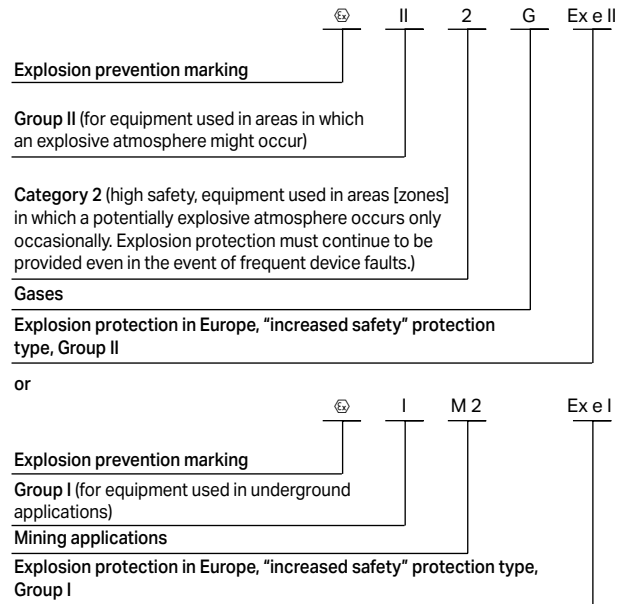 Ex II 2 G Ex e II
Explosion prevention marking
Group II (for equipment used in areas in which
an explosive atmosphere might occur)
Category 2 (high safety, equipment used in areas [zones]
in which a potentially explosive atmosphere occurs only
occasionally. Explosion protection must continue to be
provided even in the event of frequent device faults.)
Gases
Explosion protection in Europe, “increased safety” protection
type, Group II
or
Ex I M 2 Ex e I
Explosion prevention marking
Group I (for equipment used in underground
applications)
Mining applications
Explosion protection in Europe, “increased safety” protection type,
Group I